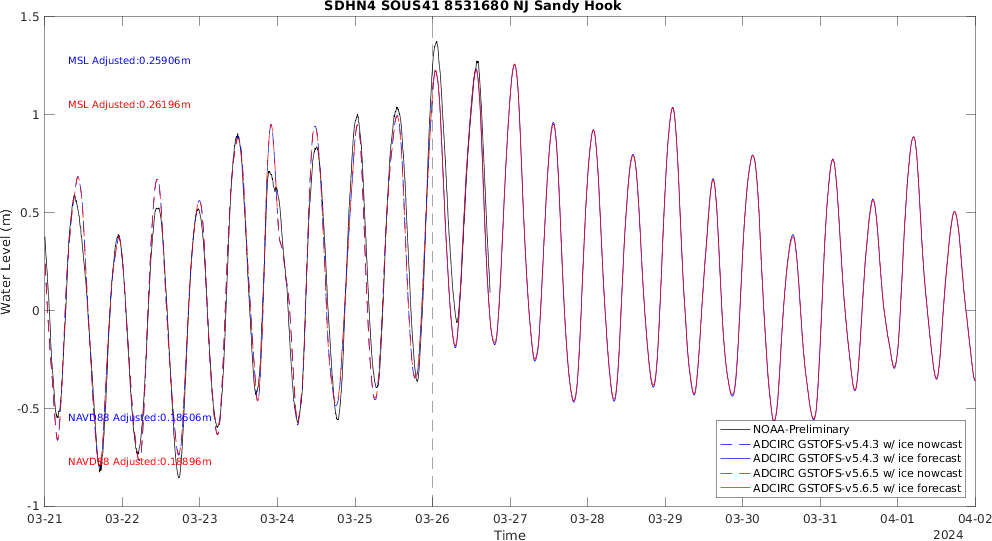 SDHN4 SOUS41 8531680 NJ Sandy Hook
1.5
1
0.5
0
-0.5
-1
Water Level (m)
MSL Adjusted:0.25906m
MSL Adjusted:0.26196m
NAVD88 Adjusted:0.18606m
NAVD88 Adjusted:0.18896m
NOAA-Preliminary
ADCIRC GSTOFS-v5.4.3 w/ ice nowcast
ADCIRC GSTOFS-v5.4.3 w/ ice forecast
ADCIRC GSTOFS-v5.6.5 w/ ice nowcast
ADCIRC GSTOFS-v5.6.5 w/ ice forecast
03-21 03-22 03-23 03-24 03-25 03-26 03-27 03-28 03-29 03-30 03-31 04-01 04-02
Time
2024